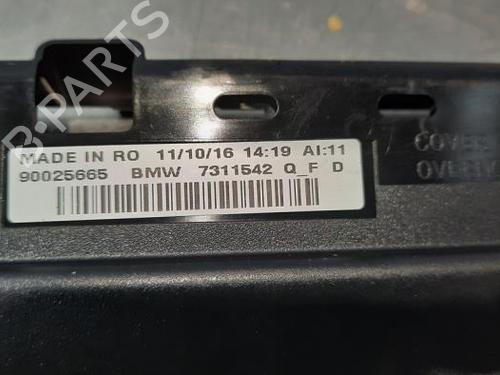 MADE IN RO 11/10/16 14:19 AI:11
90025665 BMW 7311542 Q_F D
COVER
B-PARTS